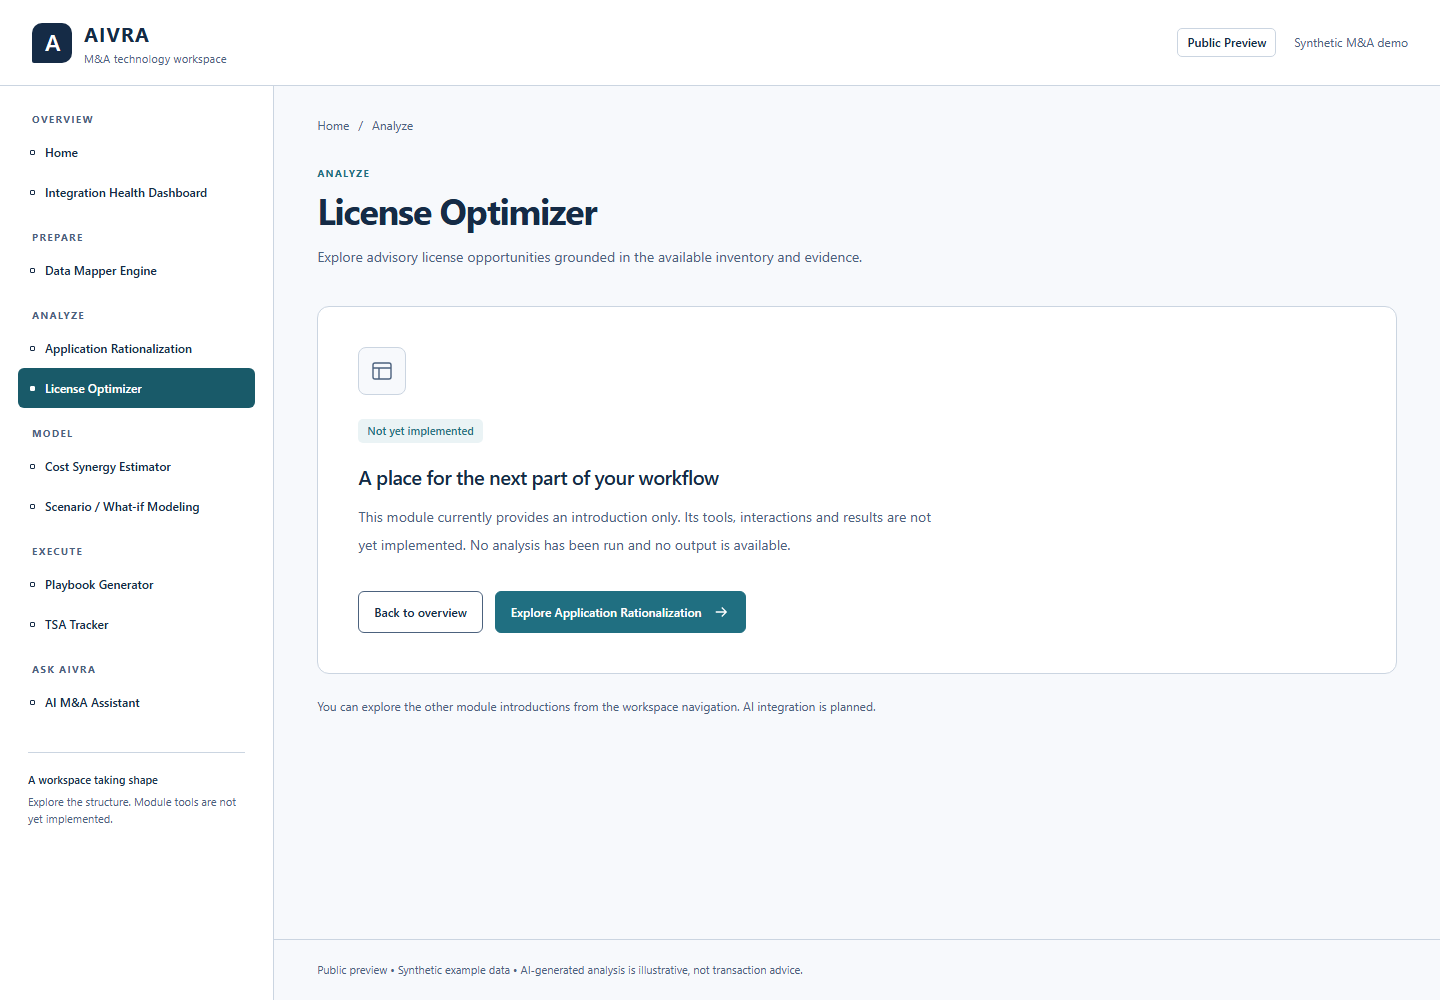 A
AIVRA
M&A technology workspace
Public Preview
Synthetic M&A demo
OVERVIEW
Home
Integration Health Dashboard
PREPARE
Data Mapper Engine
ANALYZE
Application Rationalization
License Optimizer
MODEL
Cost Synergy Estimator
Scenario / What-if Modeling
EXECUTE
Playbook Generator
TSA Tracker
ASK AIVRA
AI M&A Assistant
A workspace taking shape
Explore the structure. Module tools are not
yet implemented.
Home / Analyze
ANALYZE
License Optimizer
Explore advisory license opportunities grounded in the available inventory and evidence.
Not yet implemented
A place for the next part of your workflow
This module currently provides an introduction only. Its tools, interactions and results are not
yet implemented. No analysis has been run and no output is available.
Back to overview
Explore Application Rationalization →
You can explore the other module introductions from the workspace navigation. AI integration is planned.
Public preview • Synthetic example data • AI-generated analysis is illustrative, not transaction advice.